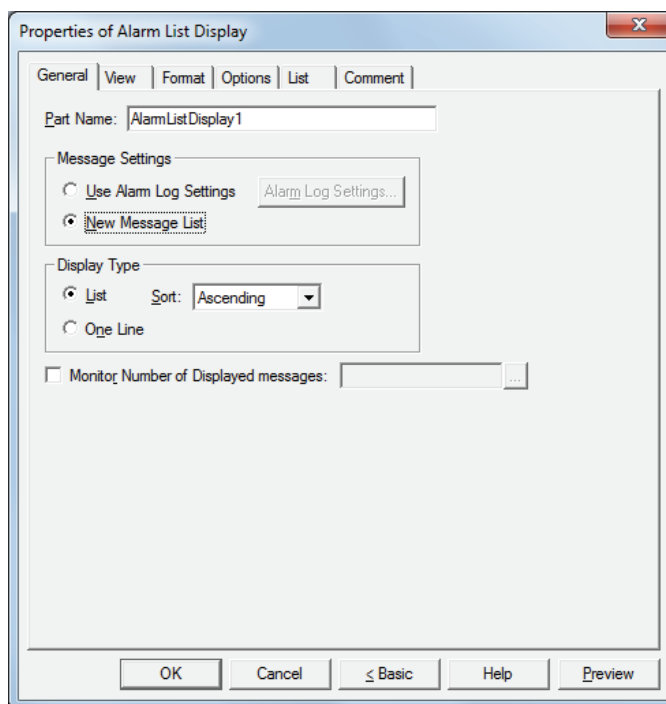 Properties of Alarm List Display
X
General View Format Options List Comment
Part Name: AlarmListDisplay1
Message Settings
Use Alarm Log Settings Alarm Log Settings...
New Message List
Display Type
List Sort: Ascending
One Line
Monitor Number of Displayed messages: ...
OK Cancel < Basic Help Preview